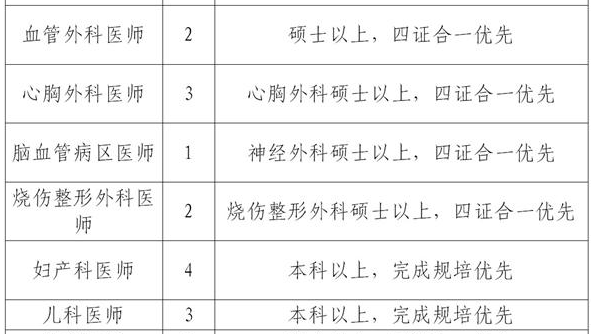 血管外科医师 2 硕士以上，四证合一优先
心胸外科医师 3 心胸外科硕士以上，四证合一优先
脑血管病区医师 1 神经外科硕士以上，四证合一优先
烧伤整形外科医
师 2 烧伤整形外科硕士以上，四证合一优先
妇产科医师 4 本科以上，完成规培优先
儿科医师 3 本科以上，完成规培优先